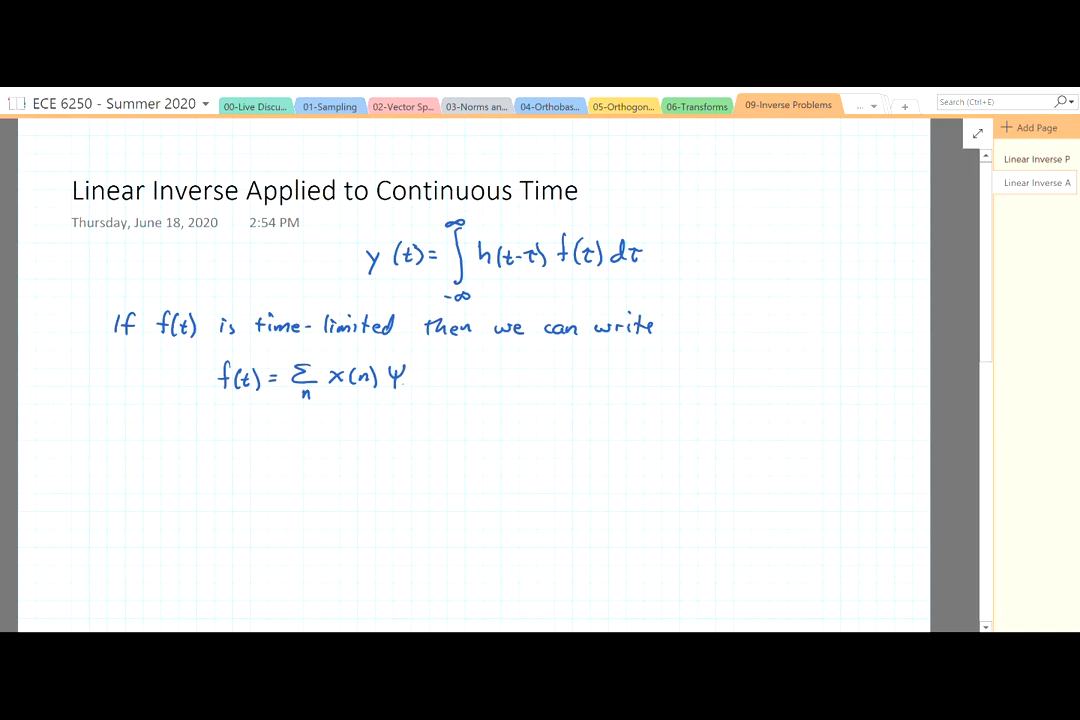 ECE 6250 - Summer 2020
00-Live Discu... 01-Sampling 02-Vector Sp... 03-Norms an... 04-Orthobas... 05-Orthogon... 06-Transforms 09-Inverse Problems ... +
Search (Ctrl+E)
Add Page
Linear Inverse P
Linear Inverse A
Linear Inverse Applied to Continuous Time
Thursday, June 18, 2020 2:54 PM
y(t) = ∫_{-∞}^{∞} h(t-τ) f(τ) dτ
If f(t) is time-limited then we can write
f(t) = Σ_n x(n) ψ